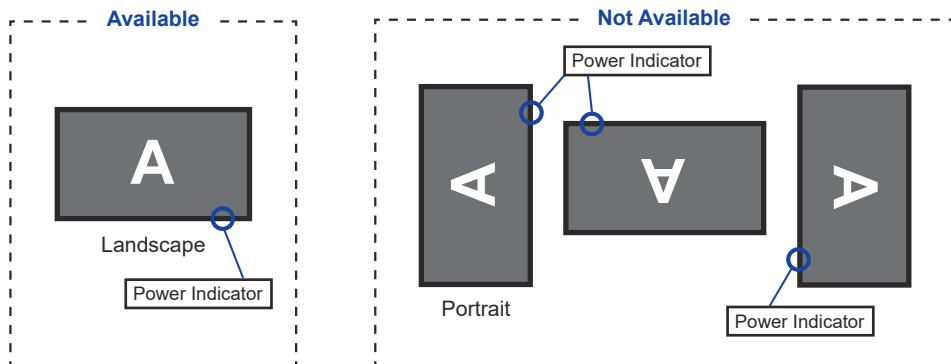 Available
A
Landscape
Power Indicator
Not Available
Power Indicator
A
A
A
Portrait
Power Indicator